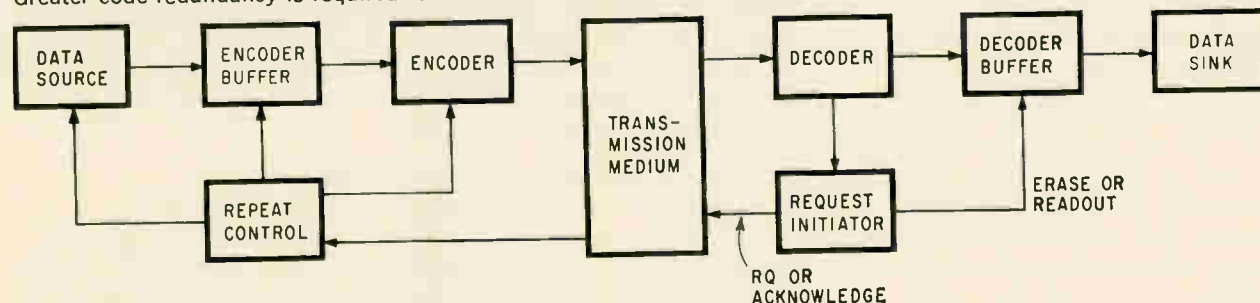 Greater code redundancy is required
DATA
SOURCE
ENCODER
BUFFER
ENCODER
TRANS-
MISSION
MEDIUM
DECODER
DECODER
BUFFER
DATA
SINK
REPEAT
CONTROL
REQUEST
INITIATOR
ERASE OR
READOUT
RQ OR
ACKNOWLEDGE